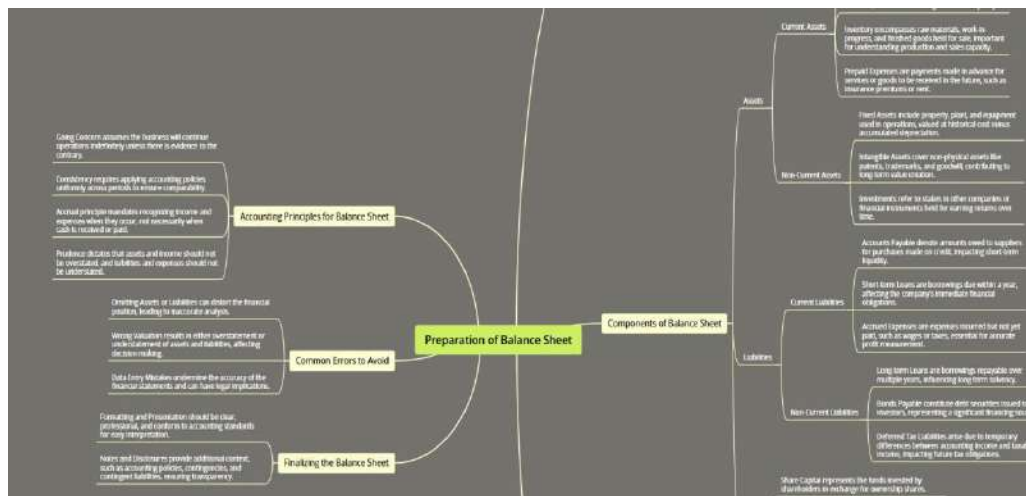 Preparation of Balance Sheet
Accounting Principles for Balance Sheet
Going Concern assumes the business will continue
operations indefinitely unless there is evidence to the
contrary.
Consistency requires applying accounting policies
uniformly across periods to ensure comparability.
Accrual principle mandates recognizing income and
expenses when they occur, not necessarily when
cash is received or paid.
Prudence dictates that assets and income should not
be overstated, and liabilities and expenses should not
be understated.
Common Errors to Avoid
Omitting Assets or Liabilities can distort the financial
position, leading to inaccurate analysis.
Wrong Valuation results in either overstatement or
understatement of assets and liabilities, affecting
decision-making.
Data Entry Mistakes undermine the accuracy of the
financial statements and can have legal implications.
Finalizing the Balance Sheet
Formatting and Presentation should be clear,
professional, and conform to accounting standards
for easy interpretation.
Notes and Disclosures provide additional context,
such as accounting policies, contingencies, and
contingent liabilities, ensuring transparency.
Components of Balance Sheet
Assets
Current Assets
Inventory encompasses raw materials, work-in-
progress, and finished goods held for sale, important
for understanding production and sales capacity.
Prepaid Expenses are payments made in advance for
services or goods to be received in the future, such as
insurance premiums or rent.
Non-Current Assets
Fixed Assets include property, plant, and equipment
used in operations, valued at historical cost minus
accumulated depreciation.
Intangible Assets cover non-physical assets like
patents, trademarks, and goodwill, contributing to
long-term value creation.
Investments refer to stakes in other companies or
financial instruments held for earning returns over
time.
Liabilities
Current Liabilities
Accounts Payable denote amounts owed to suppliers
for purchases made on credit, impacting short-term
liquidity.
Short-term Loans are borrowings due within a year,
affecting the company's immediate financial
obligations.
Accrued Expenses are expenses incurred but not yet
paid, such as wages or taxes, essential for accurate
profit measurement.
Non-Current Liabilities
Long-term Loans are borrowings repayable over
multiple years, influencing long-term solvency.
Bonds Payable constitute debt securities issued
investors, representing a significant financing
Deferred Tax Liabilities arise due to temporary
differences between accounting income and
income, impacting future tax obligations.
Share Capital represents the funds invested by
shareholders in exchange for ownership shares.